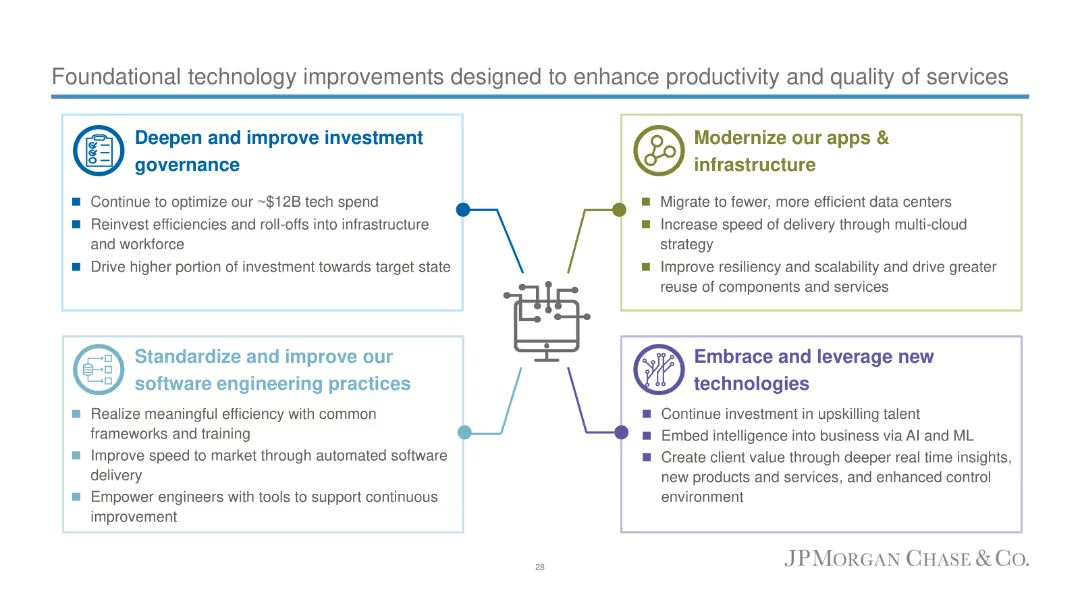 Foundational technology improvements designed to enhance productivity and quality of services
Deepen and improve investment
governance
■ Continue to optimize our ~$12B tech spend
■ Reinvest efficiencies and roll-offs into infrastructure
and workforce
■ Drive higher portion of investment towards target state
Modernize our apps &
infrastructure
■ Migrate to fewer, more efficient data centers
■ Increase speed of delivery through multi-cloud
strategy
■ Improve resiliency and scalability and drive greater
reuse of components and services
Standardize and improve our
software engineering practices
■ Realize meaningful efficiency with common
frameworks and training
■ Improve speed to market through automated software
delivery
■ Empower engineers with tools to support continuous
improvement
Embrace and leverage new
technologies
■ Continue investment in upskilling talent
■ Embed intelligence into business via AI and ML
■ Create client value through deeper real time insights,
new products and services, and enhanced control
environment
28
JPMORGAN CHASE & CO.